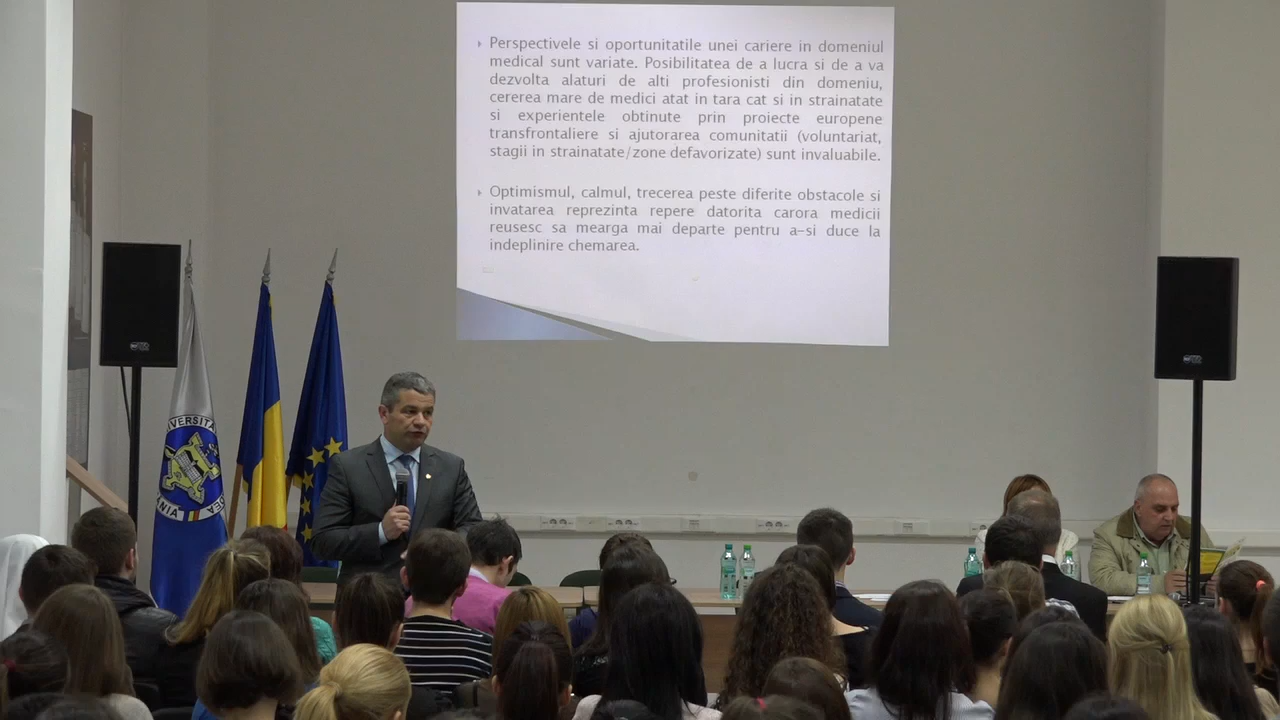 Perspectivele si oportunitatile unei cariere in domeniul
medical sunt variate. Posibilitatea de a lucra si de a va
dezvolta alaturi de alti profesionisti din domeniu,
cererea mare de medici atat in tara cat si in strainatate
si experientele obtinute prin proiecte europene
transfrontaliere si ajutorarea comunitatii (voluntariat,
stagii in strainatate/zone defavorizate) sunt invaluabile.
Optimismul, calmul, trecerea peste diferite obstacole si
invatarea reprezinta repere datorita carora medicii
reusesc sa mearga mai departe pentru a-si duce la
indeplinire chemarea.